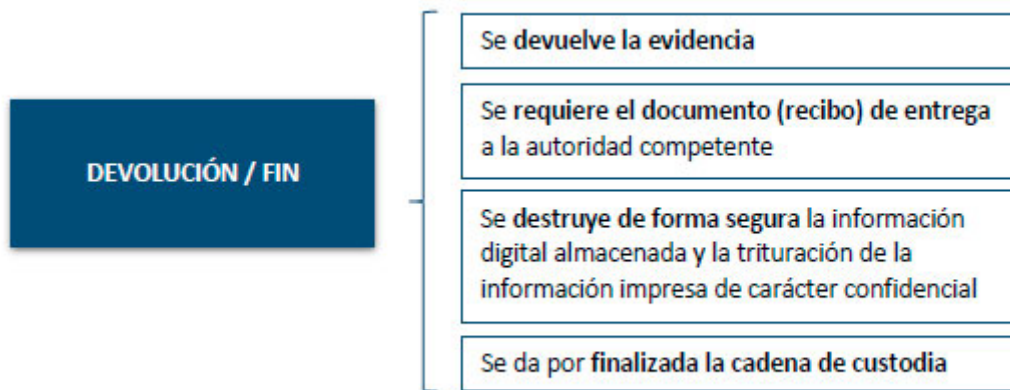 DEVOLUCIÓN / FIN
Se devuelve la evidencia
Se requiere el documento (recibo) de entrega
a la autoridad competente
Se destruye de forma segura la información
digital almacenada y la trituración de la
información impresa de carácter confidencial
Se da por finalizada la cadena de custodia